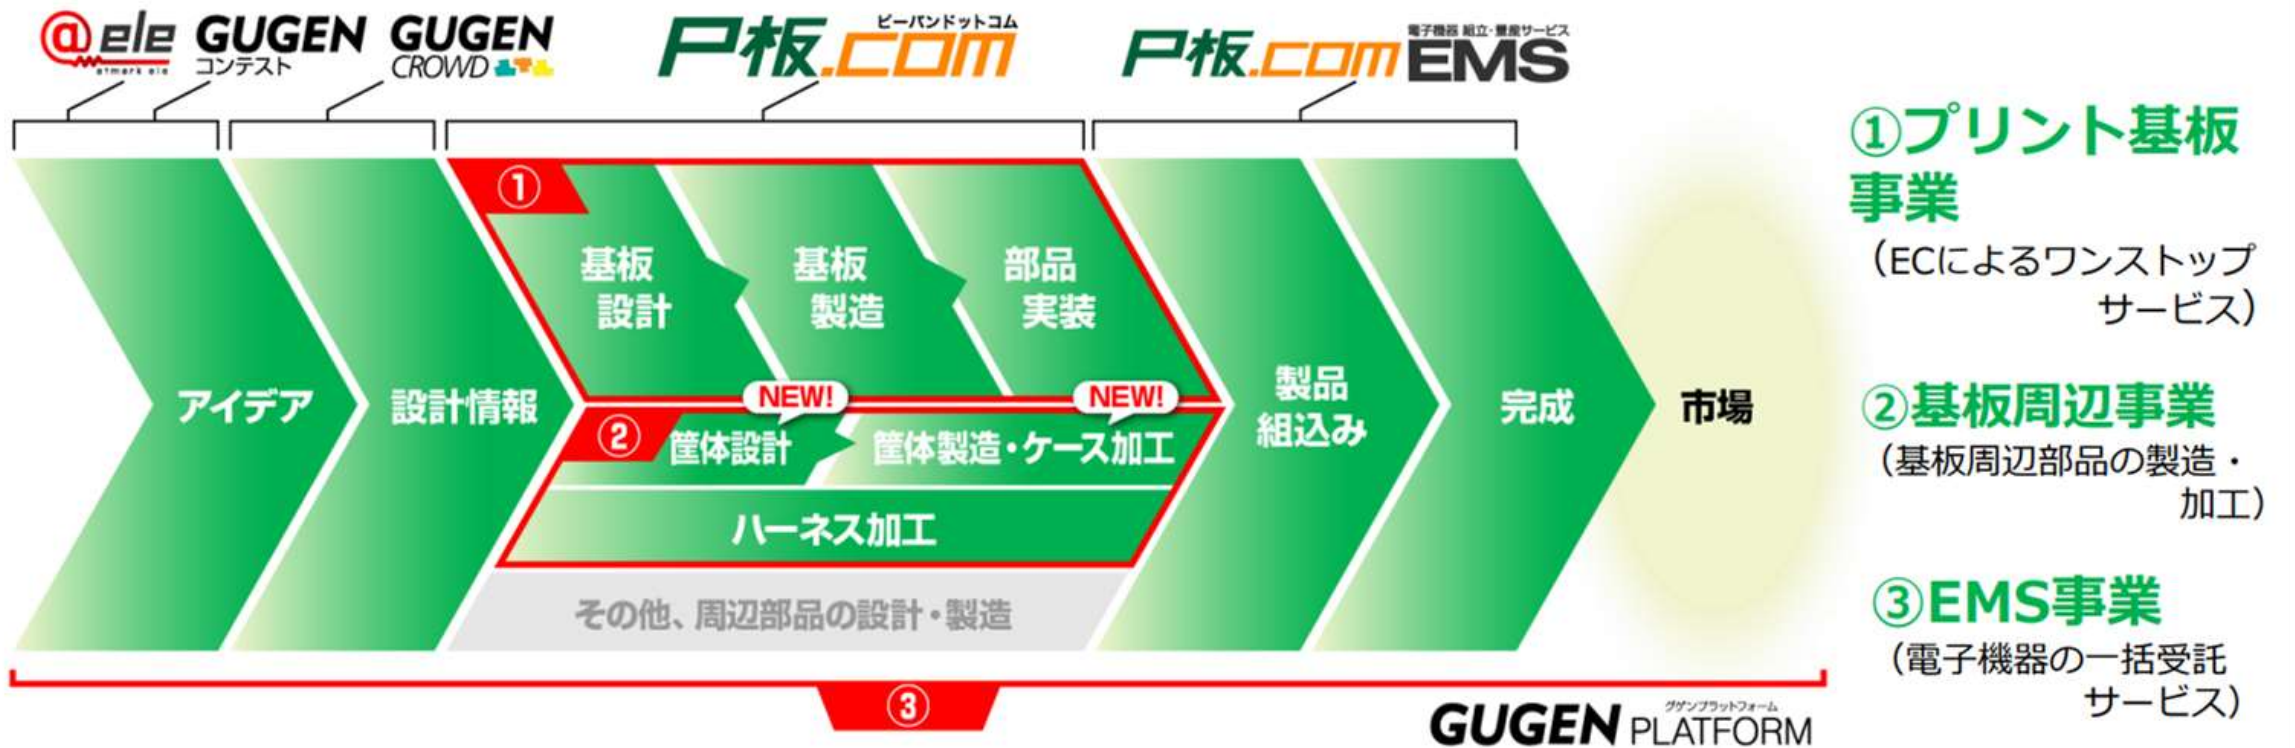 @ele
atmark ele
GUGEN
コンテスト
GUGEN
CROWD
ピーバンドットコム
P板.com
電子機器 組立・量産サービス
P板.com EMS
①
基板
設計
基板
製造
部品
実装
アイデア
設計情報
NEW!
NEW!
②
筐体設計
筐体製造・ケース加工
ハーネス加工
その他、周辺部品の設計・製造
製品
組込み
完成
市場
③
グゲンプラットフォーム
GUGEN PLATFORM
①プリント基板
事業
（ECによるワンストップ
サービス）
②基板周辺事業
（基板周辺部品の製造・
加工）
③EMS事業
（電子機器の一括受託
サービス）